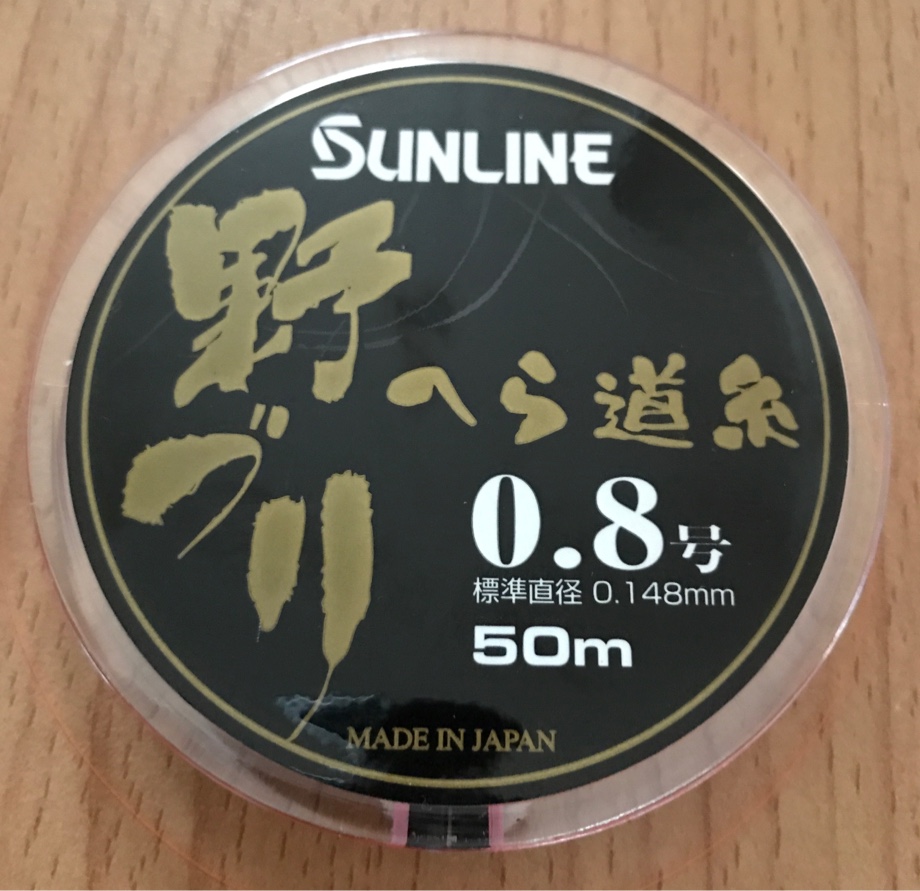 SUNLINE
野
ヅリ
へら道糸
0.8号
標準直径 0.148mm
50m
MADE IN JAPAN